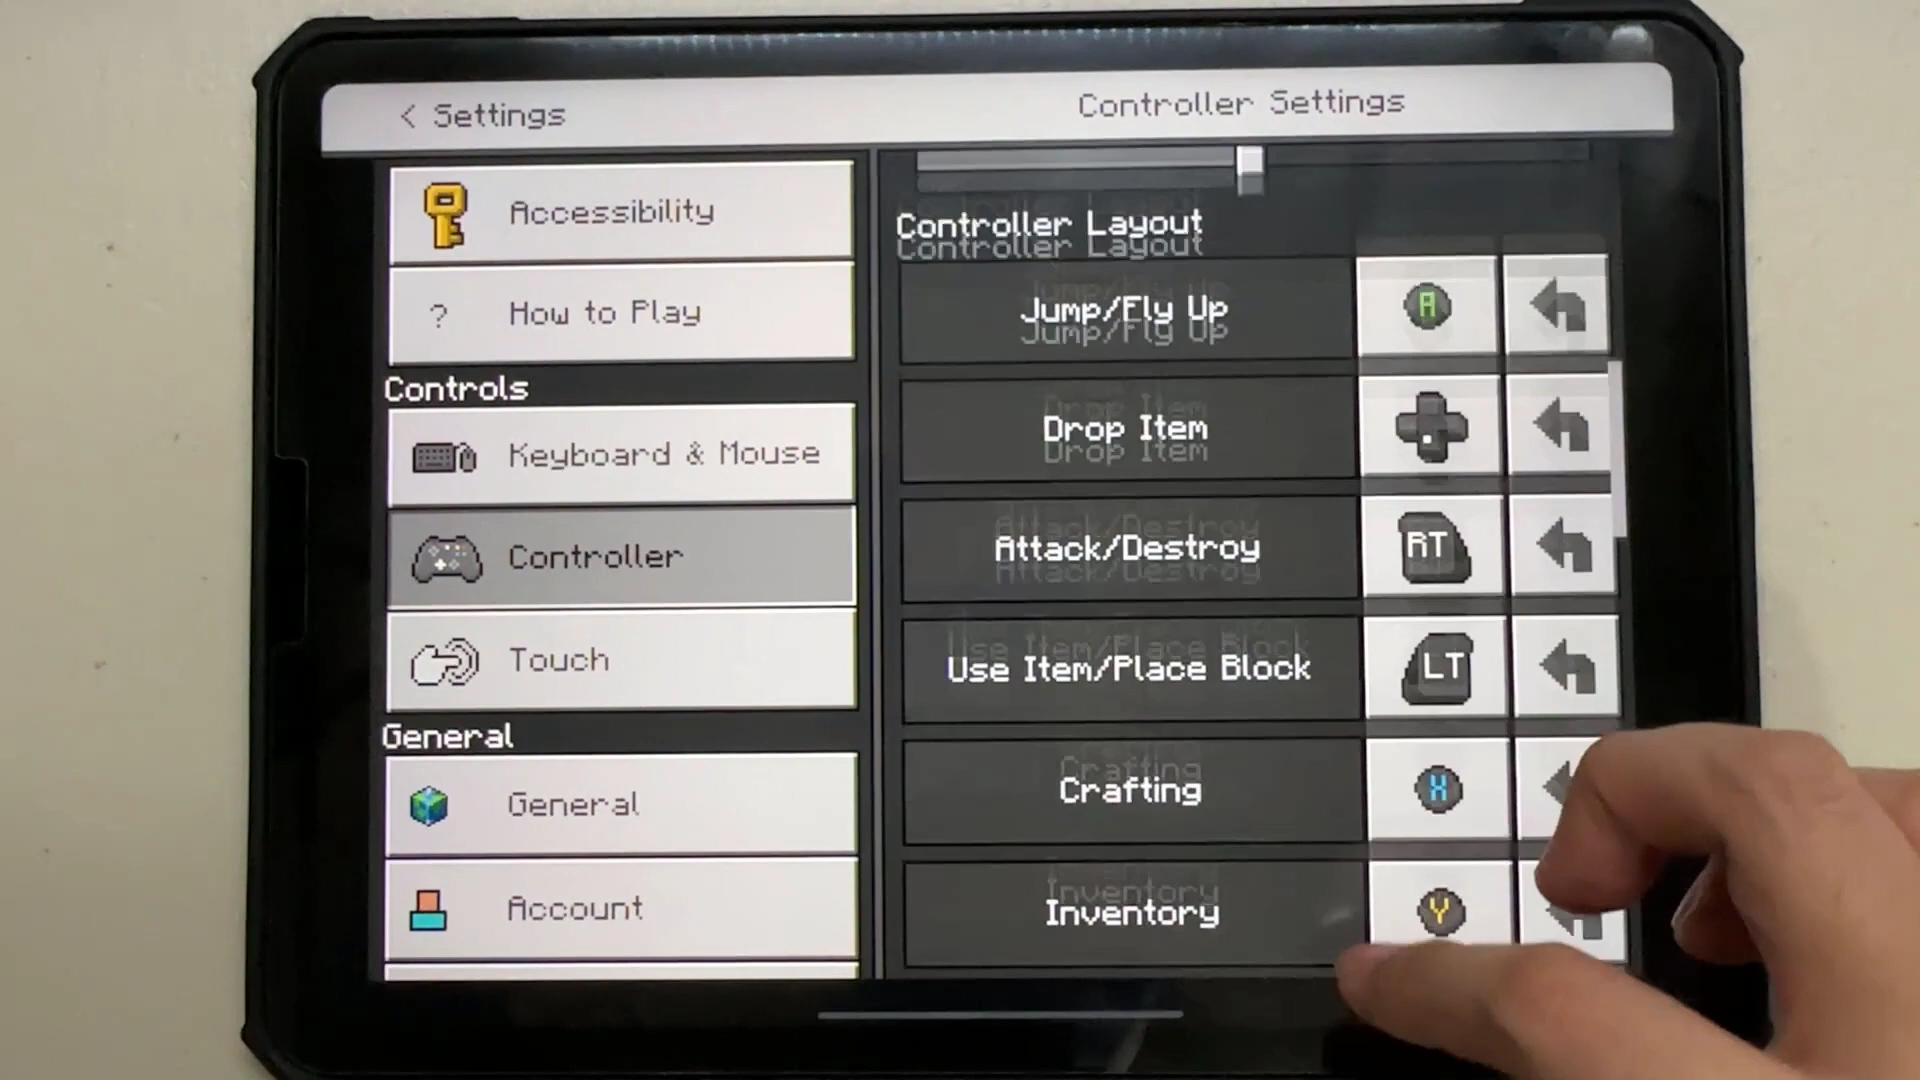 < Settings
Controller Settings
Accessibility
? How to Play
Controls
Keyboard & Mouse
Controller
Touch
General
General
Account
Controller Layout
Jump/Fly Up
A
Drop Item
Attack/Destroy
RT
Use Item/Place Block
LT
Crafting
X
Inventory
Y